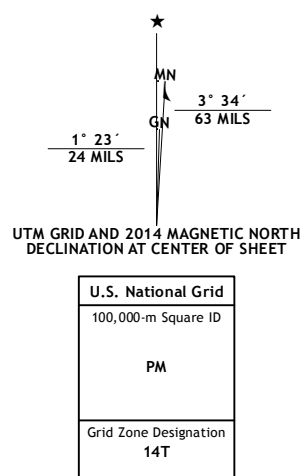 ★
MN
GN
3° 34´
63 MILS
1° 23´
24 MILS
UTM GRID AND 2014 MAGNETIC NORTH
DECLINATION AT CENTER OF SHEET
U.S. National Grid
100,000-m Square ID
PM
Grid Zone Designation
14T